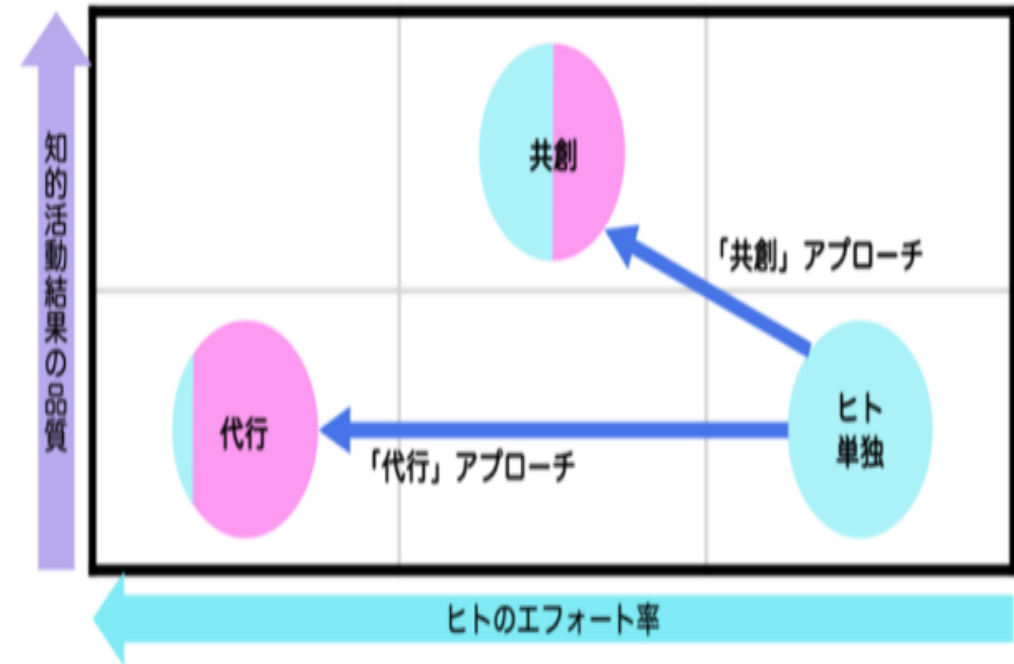 知的活動結果の品質
共創
「共創」アプローチ
代行
「代行」アプローチ
ヒト
単独
ヒトのエフォート率